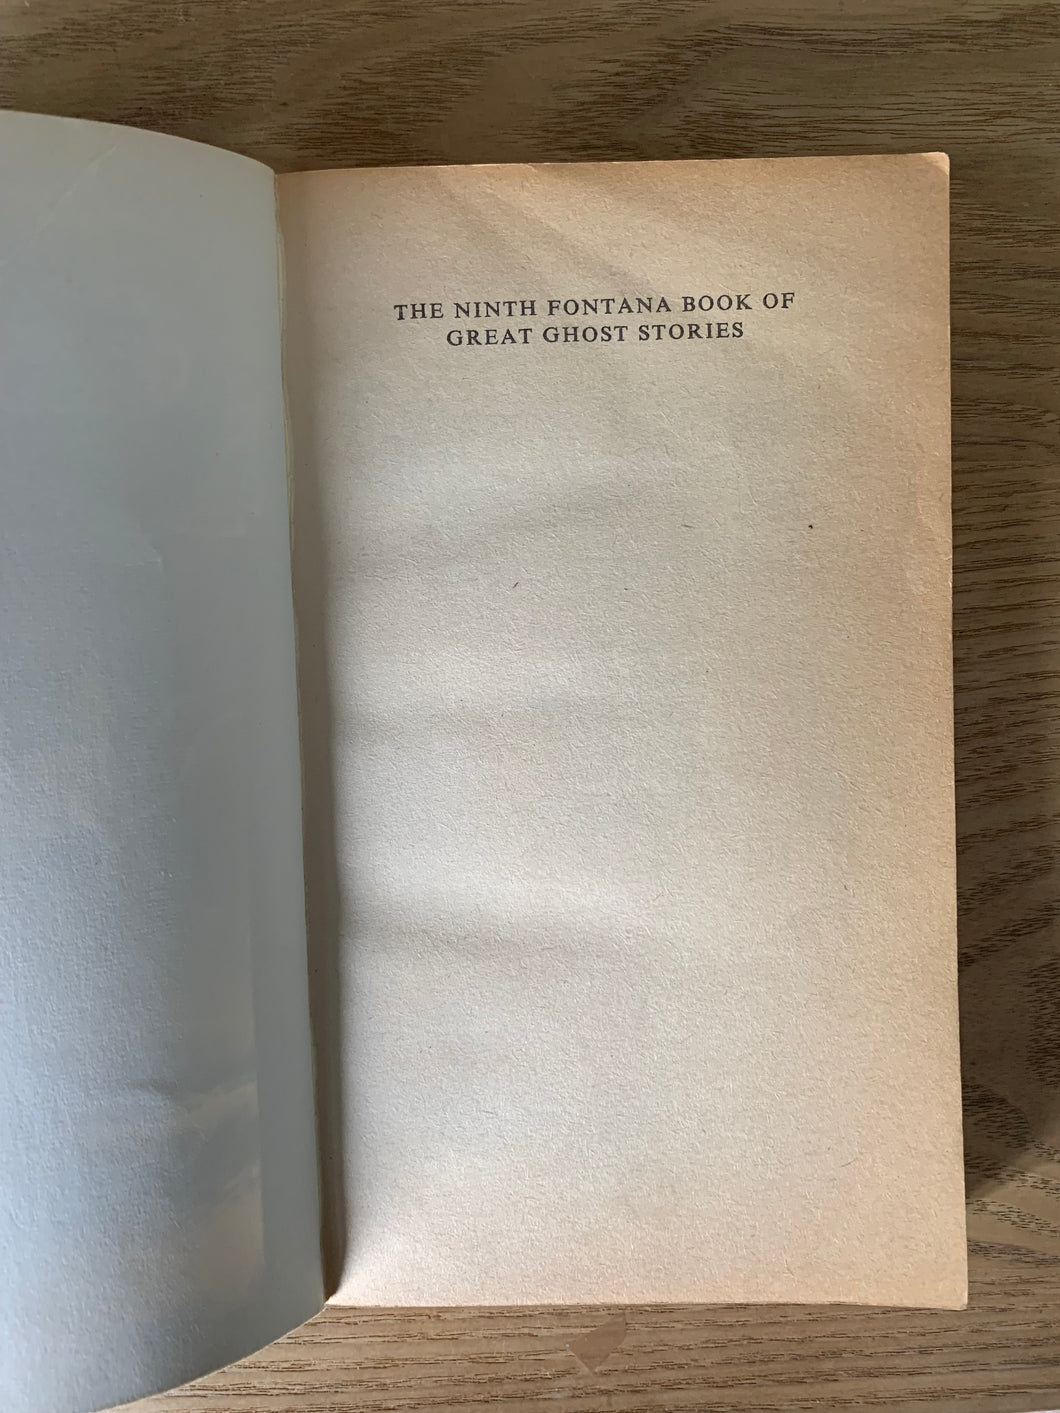 THE NINTH FONTANA BOOK OF
GREAT GHOST STORIES